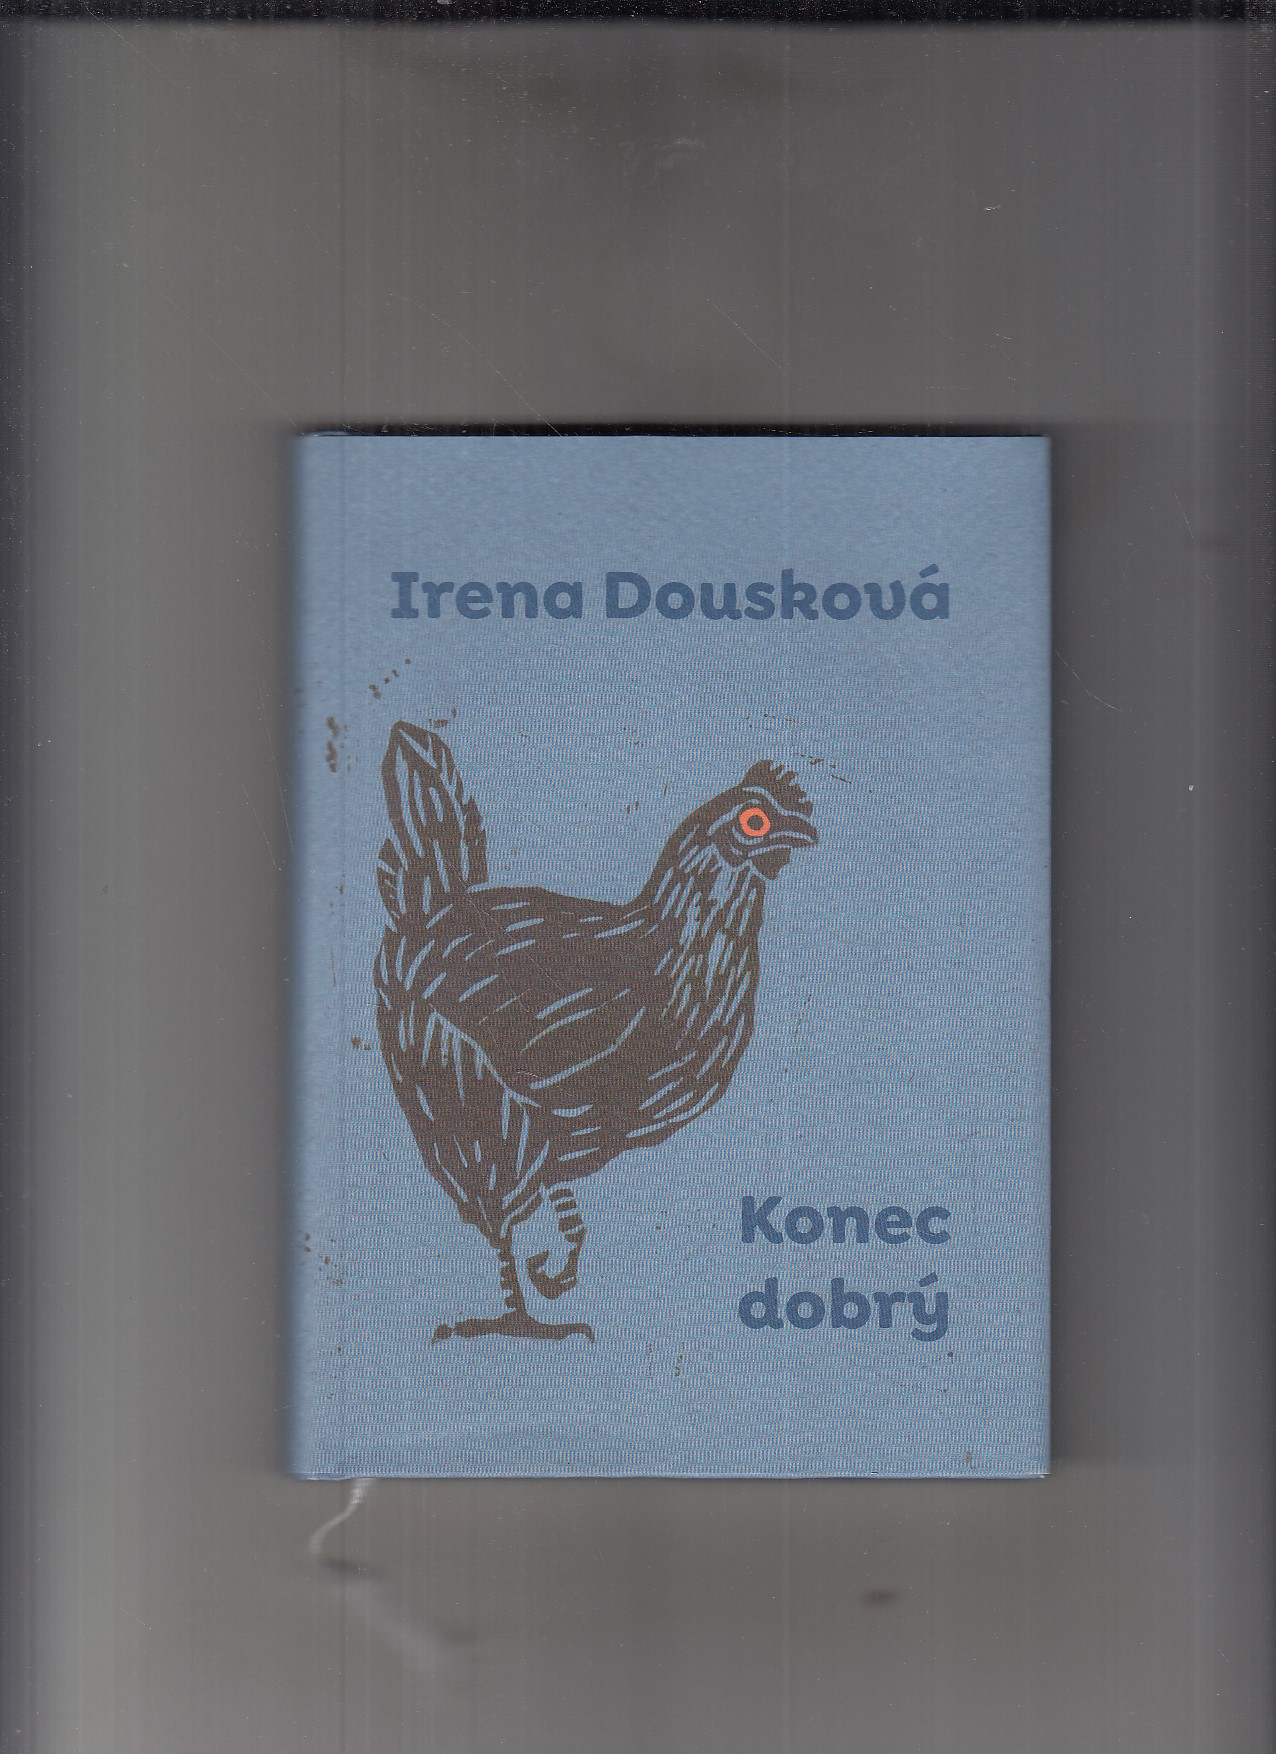 Irena Dousková
Konec
dobrý